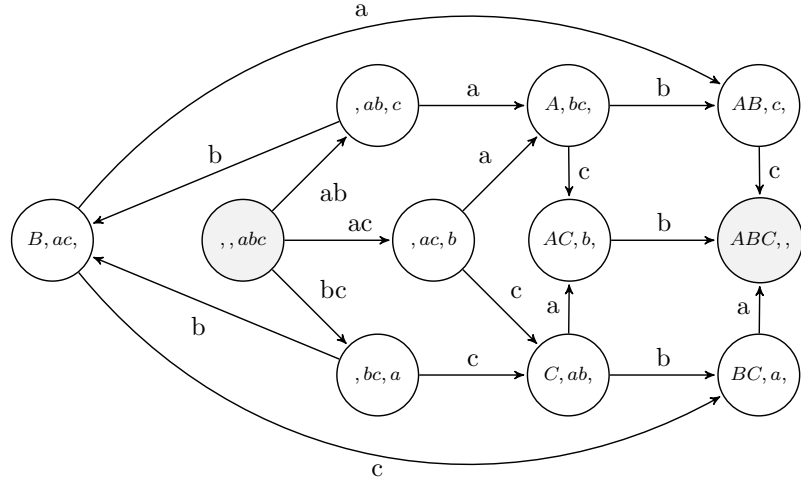 a
, ab, c
a
A, bc,
b
AB, c,
b
a
c
c
ab
B, ac,
, , abc
ac
, ac, b
AC, b,
b
ABC, ,
bc
c
a
a
b
, bc, a
c
C, ab,
b
BC, a,
c